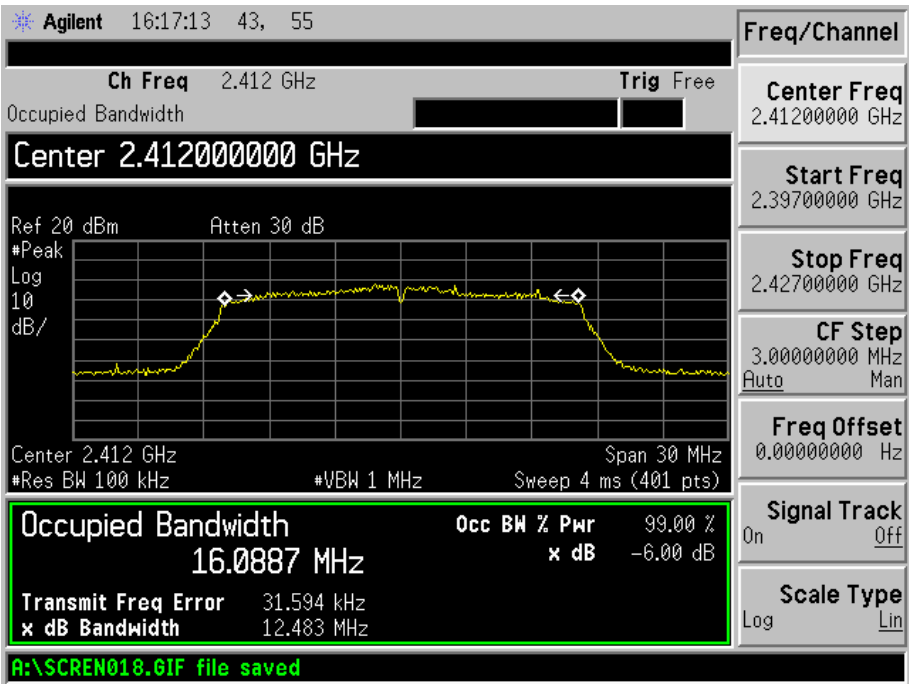 Agilent 16:17:13 43, 55
Ch Freq 2.412 GHz Trig Free
Occupied Bandwidth
Center 2.412000000 GHz
Ref 20 dBm Atten 30 dB
#Peak
Log
10
dB/
Center 2.412 GHz Span 30 MHz
#Res BW 100 kHz #VBW 1 MHz Sweep 4 ms (401 pts)
Occupied Bandwidth Occ BW % Pwr 99.00 %
16.0887 MHz x dB -6.00 dB
Transmit Freq Error 31.594 kHz
x dB Bandwidth 12.483 MHz
A:\SCREN018.GIF file saved
Freq/Channel
Center Freq
2.41200000 GHz
Start Freq
2.39700000 GHz
Stop Freq
2.42700000 GHz
CF Step
3.00000000 MHz
Auto Man
Freq Offset
0.00000000 Hz
Signal Track
On Off
Scale Type
Log Lin